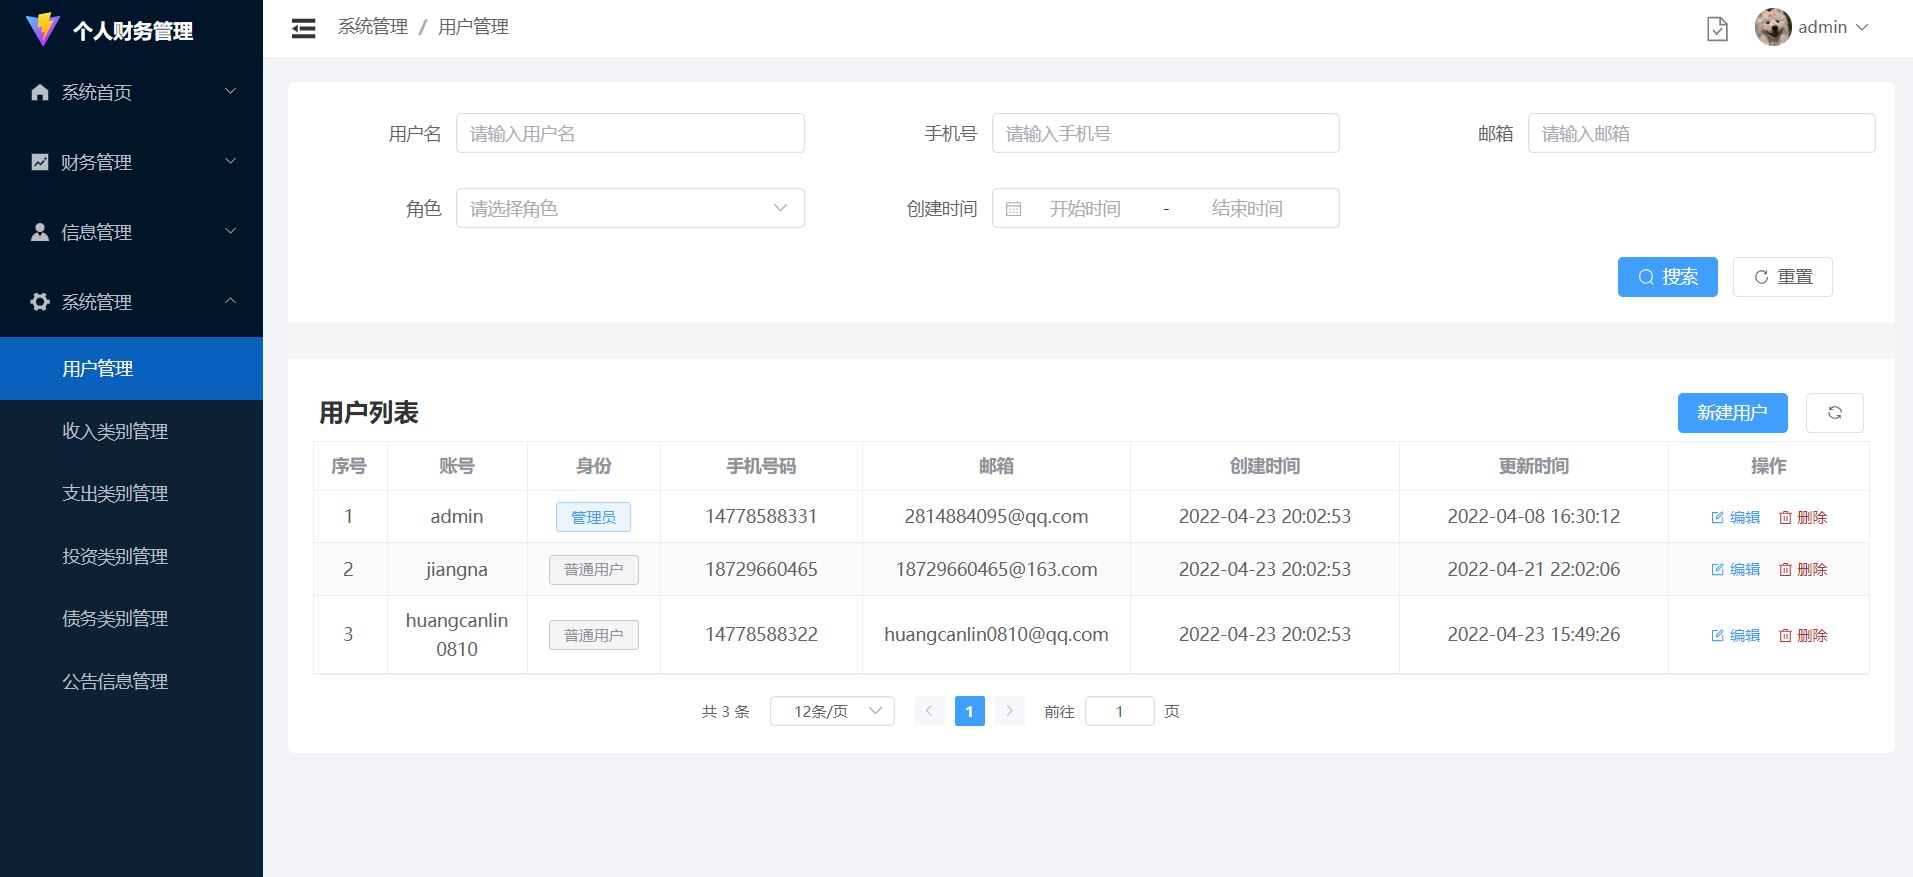 个人财务管理
系统首页
财务管理
信息管理
系统管理
用户管理
收入类别管理
支出类别管理
投资类别管理
债务类别管理
公告信息管理
系统管理 / 用户管理
admin
用户名 请输入用户名 手机号 请输入手机号 邮箱 请输入邮箱
角色 请选择角色 创建时间 开始时间 - 结束时间
搜索 重置
用户列表 新建用户
序号 账号 身份 手机号码 邮箱 创建时间 更新时间 操作
1 admin 管理员 14778588331 2814884095@qq.com 2022-04-23 20:02:53 2022-04-08 16:30:12 编辑 删除
2 jiangna 普通用户 18729660465 18729660465@163.com 2022-04-23 20:02:53 2022-04-21 22:02:06 编辑 删除
3 huangcanlin0810 普通用户 14778588322 huangcanlin0810@qq.com 2022-04-23 20:02:53 2022-04-23 15:49:26 编辑 删除
共 3 条 12条/页 1 前往 1 页